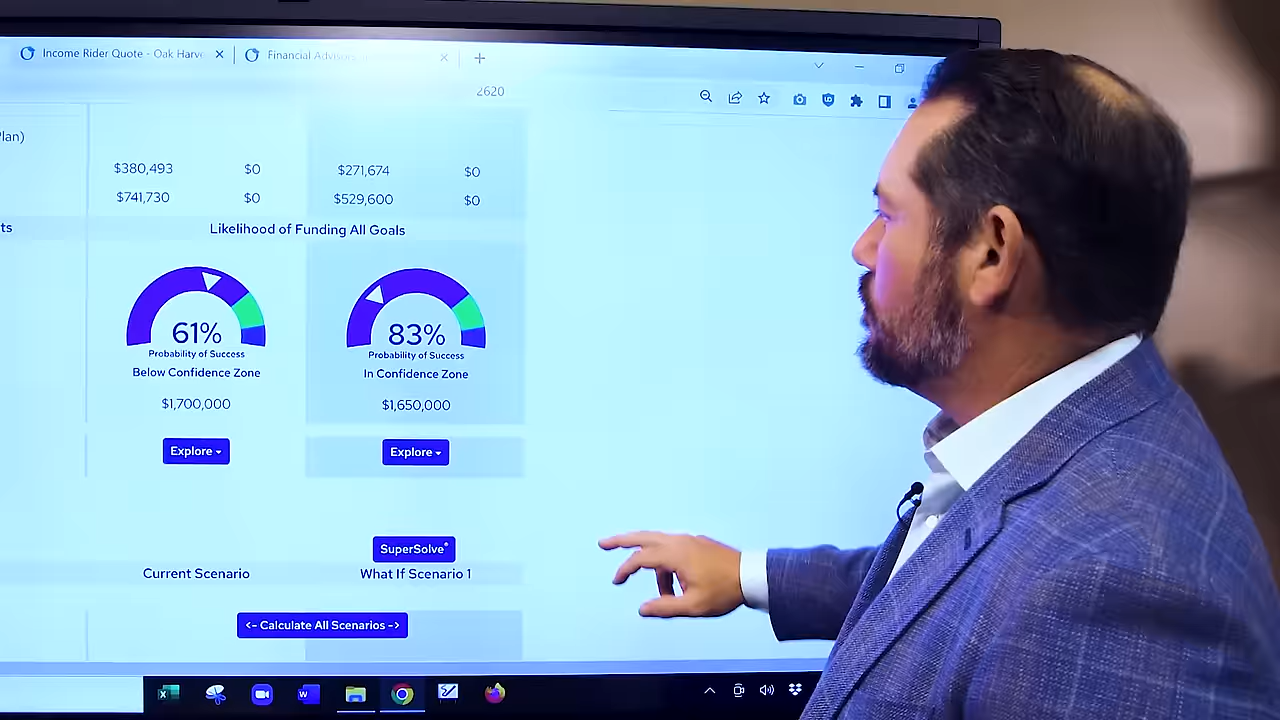 Income Rider Quote - Oak Harve
Financial Advisors
2620
lan)
$380,493 $0 $271,674 $0
$741,730 $0 $529,600 $0
ts
Likelihood of Funding All Goals
61% 83%
Probability of Success Probability of Success
Below Confidence Zone In Confidence Zone
$1,700,000 $1,650,000
Explore Explore
SuperSolve®
Current Scenario What If Scenario 1
<- Calculate All Scenarios ->